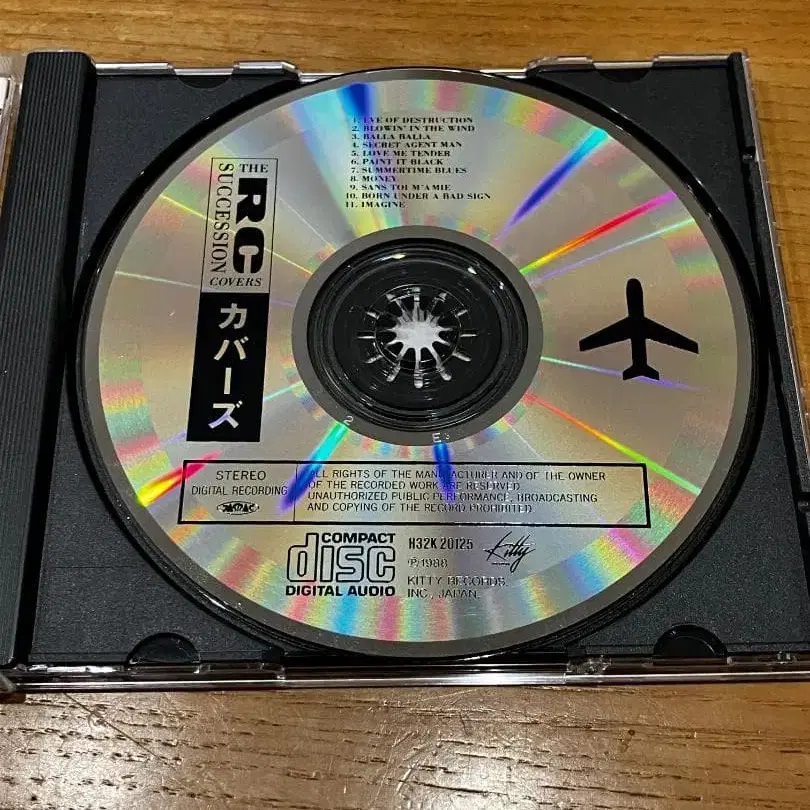 1. EVE OF DESTRUCTION
2. BLOWIN' IN THE WIND
3. BALLA BALLA
4. SECRET AGENT MAN
5. LOVE ME TENDER
6. PAINT IT BLACK
7. SUMMERTIME BLUES
8. MONEY
9. SANS TOI M'AMIE
10. BORN UNDER A BAD SIGN
11. IMAGINE
THE
RC
SUCCESSION
COVERS
カバーズ
STEREO
DIGITAL RECORDING
ALL RIGHTS OF THE MANUFACTURER AND OF THE OWNER
OF THE RECORDED WORK ARE RESERVED.
UNAUTHORIZED PUBLIC PERFORMANCE, BROADCASTING
AND COPYING OF THE RECORD PROHIBITED.
COMPACT
disc
DIGITAL AUDIO
H32K 20125
Kitty
℗1988
KITTY RECORDS,
INC., JAPAN.